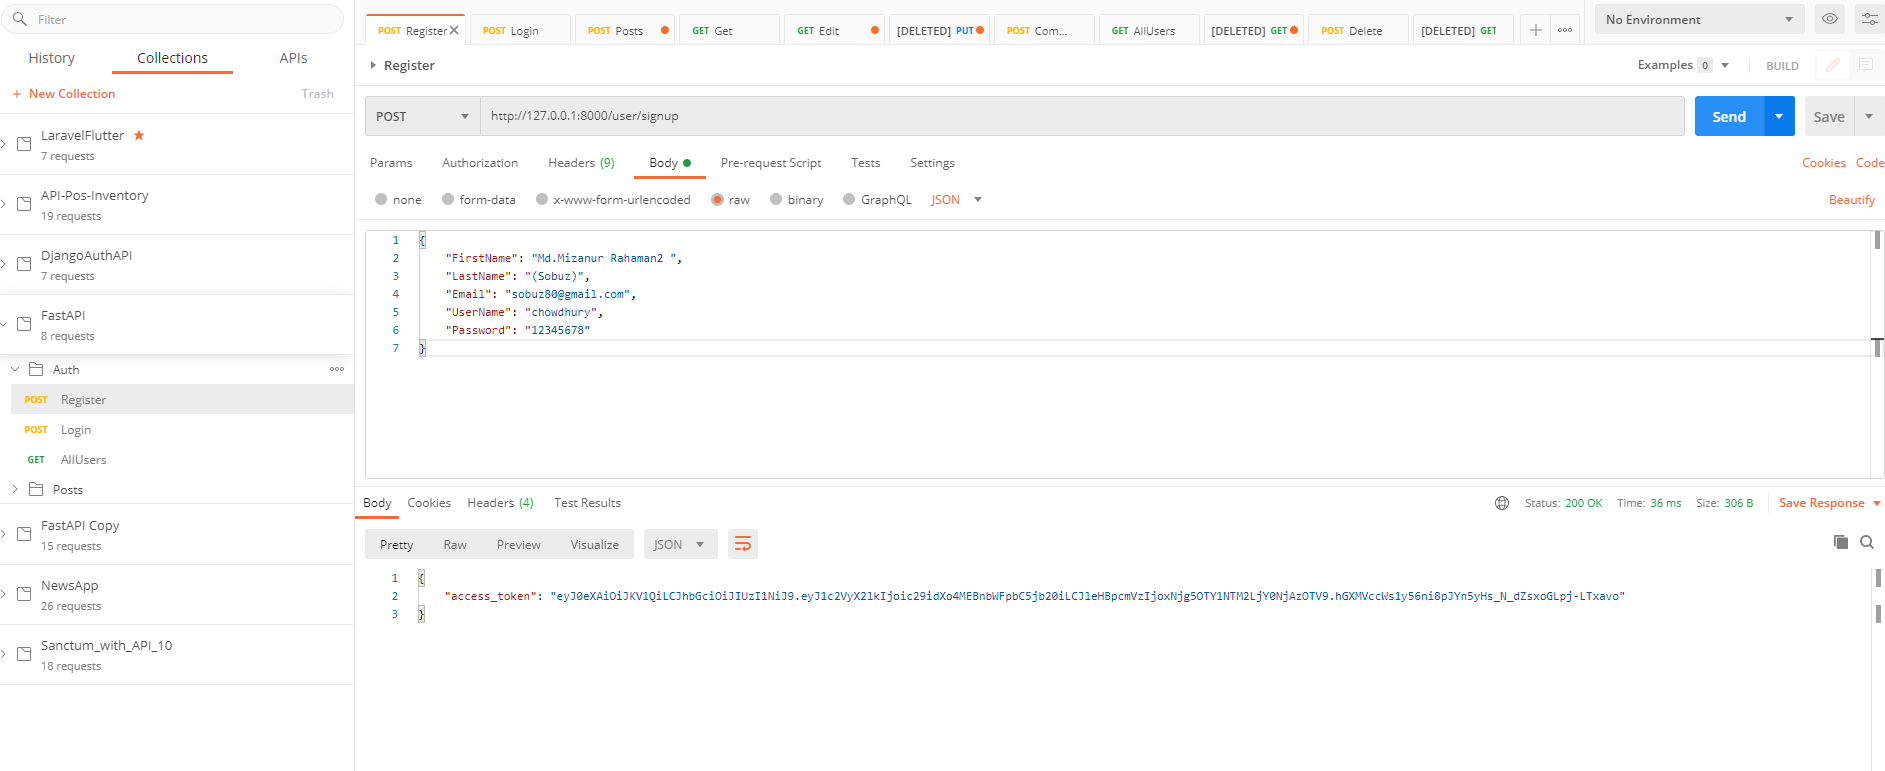 Filter
History Collections APIs
+ New Collection Trash
LaravelFlutter ★
7 requests
API-Pos-Inventory
19 requests
DjangoAuthAPI
7 requests
FastAPI
8 requests
Auth
POST Register
POST Login
GET AllUsers
Posts
FastAPI Copy
15 requests
NewsApp
26 requests
Sanctum_with_API_10
18 requests
POST Register POST Login POST Posts GET Get GET Edit [DELETED] PUT POST Com... GET AllUsers [DELETED] GET POST Delete [DELETED] GET
No Environment
Register
Examples 0 BUILD
POST http://127.0.0.1:8000/user/signup Send Save
Params Authorization Headers (9) Body Pre-request Script Tests Settings Cookies Code
none form-data x-www-form-urlencoded raw binary GraphQL JSON Beautify
1 {
2 "FirstName": "Md.Mizanur Rahaman2 ",
3 "LastName": "(Sobuz)",
4 "Email": "sobuz80@gmail.com",
5 "UserName": "chowdhury",
6 "Password": "12345678"
7 }
Body Cookies Headers (4) Test Results Status: 200 OK Time: 36 ms Size: 306 B Save Response
Pretty Raw Preview Visualize JSON
1 {
2 "access_token": "eyJ0eXAiOiJKV1QiLCJhbGciOiJIUzI1NiJ9.eyJ1c2VyX2lkIjoic29idXo4MEBnbWFpbC5jb20iLCJleHBpcmVzIjoxNjg5OTY1NTM2LjY0NjAzOTV9.hGXMVccWs1y56ni8pJYn5yHs_N_dZsxoGLpj-LTxavo"
3 }